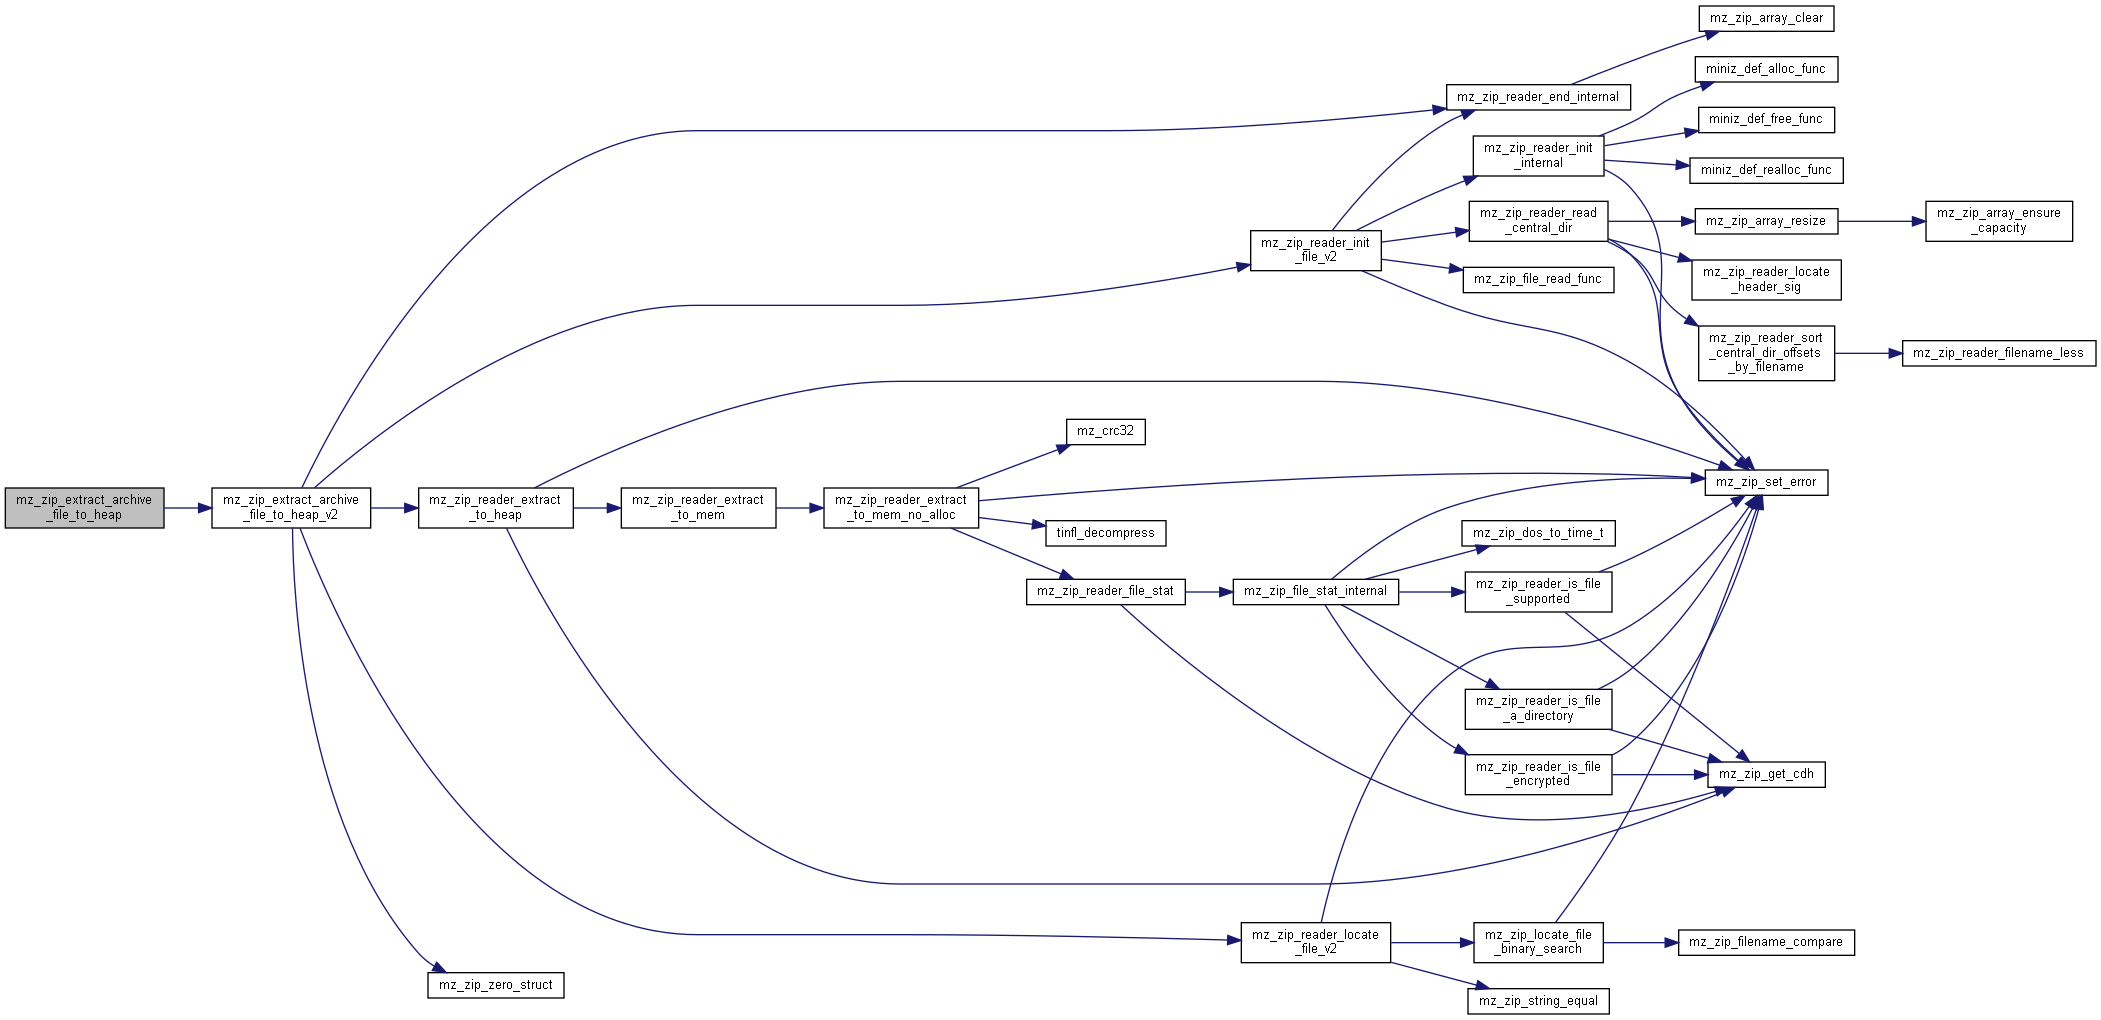 mz_zip_array_clear
miniz_def_alloc_func
mz_zip_reader_end_internal
miniz_def_free_func
mz_zip_reader_init
_internal
miniz_def_realloc_func
mz_zip_reader_read
_central_dir
mz_zip_array_resize
mz_zip_array_ensure
_capacity
mz_zip_reader_init
_file_v2
mz_zip_file_read_func
mz_zip_reader_locate
_header_sig
mz_zip_reader_sort
_central_dir_offsets
_by_filename
mz_zip_reader_filename_less
mz_crc32
mz_zip_extract_archive
_file_to_heap
mz_zip_extract_archive
_file_to_heap_v2
mz_zip_reader_extract
_to_heap
mz_zip_reader_extract
_to_mem
mz_zip_reader_extract
_to_mem_no_alloc
mz_zip_set_error
tinfl_decompress
mz_zip_dos_to_time_t
mz_zip_reader_file_stat
mz_zip_file_stat_internal
mz_zip_reader_is_file
_supported
mz_zip_reader_is_file
_a_directory
mz_zip_reader_is_file
_encrypted
mz_zip_get_cdh
mz_zip_reader_locate
_file_v2
mz_zip_locate_file
_binary_search
mz_zip_filename_compare
mz_zip_zero_struct
mz_zip_string_equal